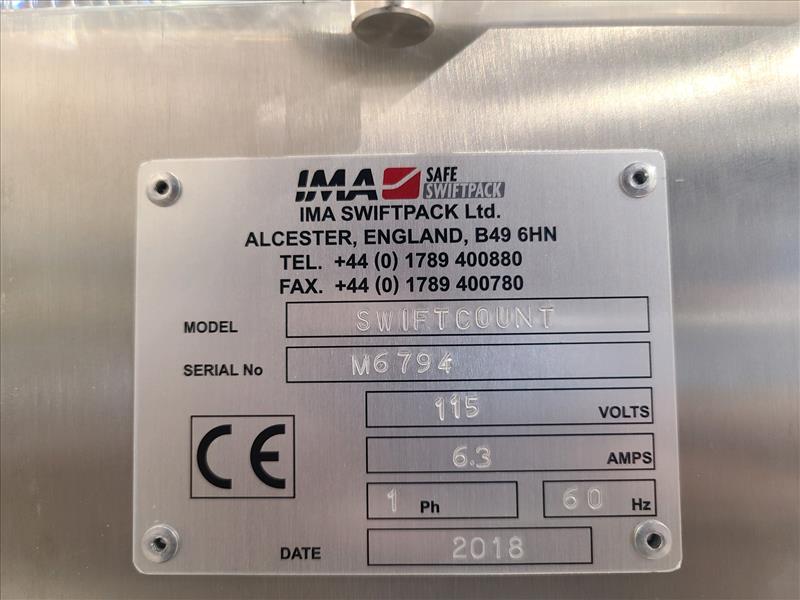 IMA SAFE
SWIFTPACK
IMA SWIFTPACK Ltd.
ALCESTER, ENGLAND, B49 6HN
TEL. +44 (0) 1789 400880
FAX. +44 (0) 1789 400780
MODEL SWIFTCOUNT
SERIAL No M6794
115 VOLTS
CE 6.3 AMPS
1 Ph 60 Hz
DATE 2018